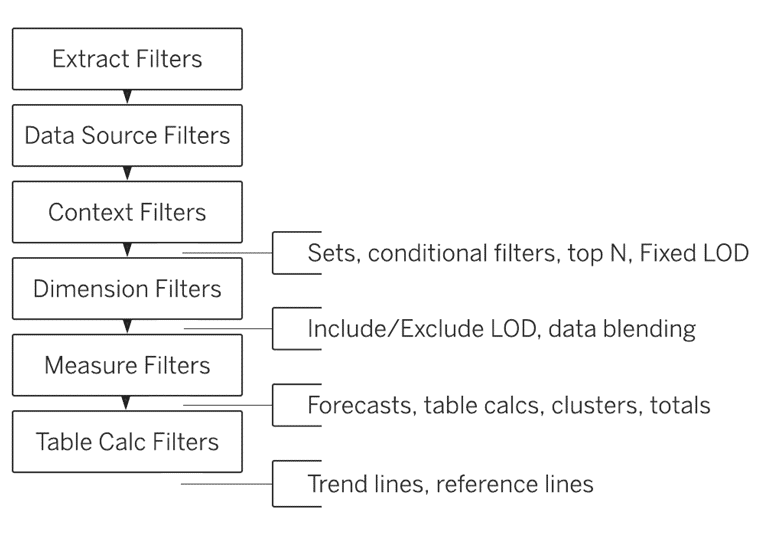 Extract Filters
Data Source Filters
Context Filters
Sets, conditional filters, top N, Fixed LOD
Dimension Filters
Include/Exclude LOD, data blending
Measure Filters
Forecasts, table calcs, clusters, totals
Table Calc Filters
Trend lines, reference lines